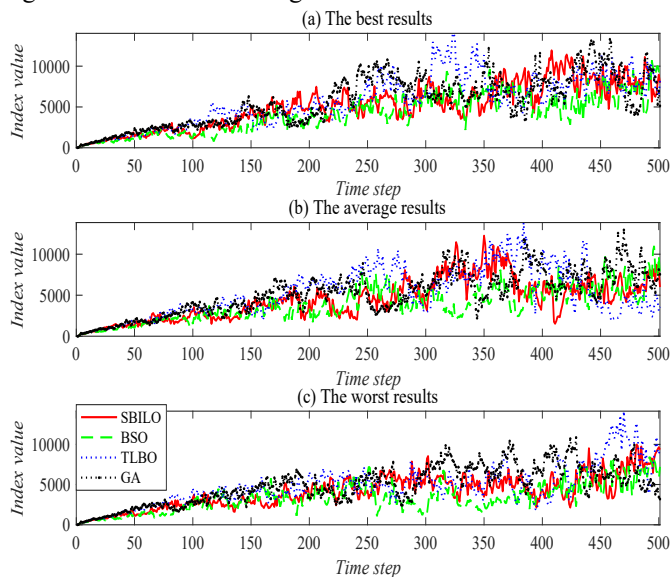 (a) The best results
Index value
10000
5000
0
0 50 100 150 200 250 300 350 400 450 500
Time step
(b) The average results
Index value
10000
5000
0
0 50 100 150 200 250 300 350 400 450 500
Time step
(c) The worst results
SBILO
BSO
TLBO
GA
Index value
10000
5000
0
0 50 100 150 200 250 300 350 400 450 500
Time step